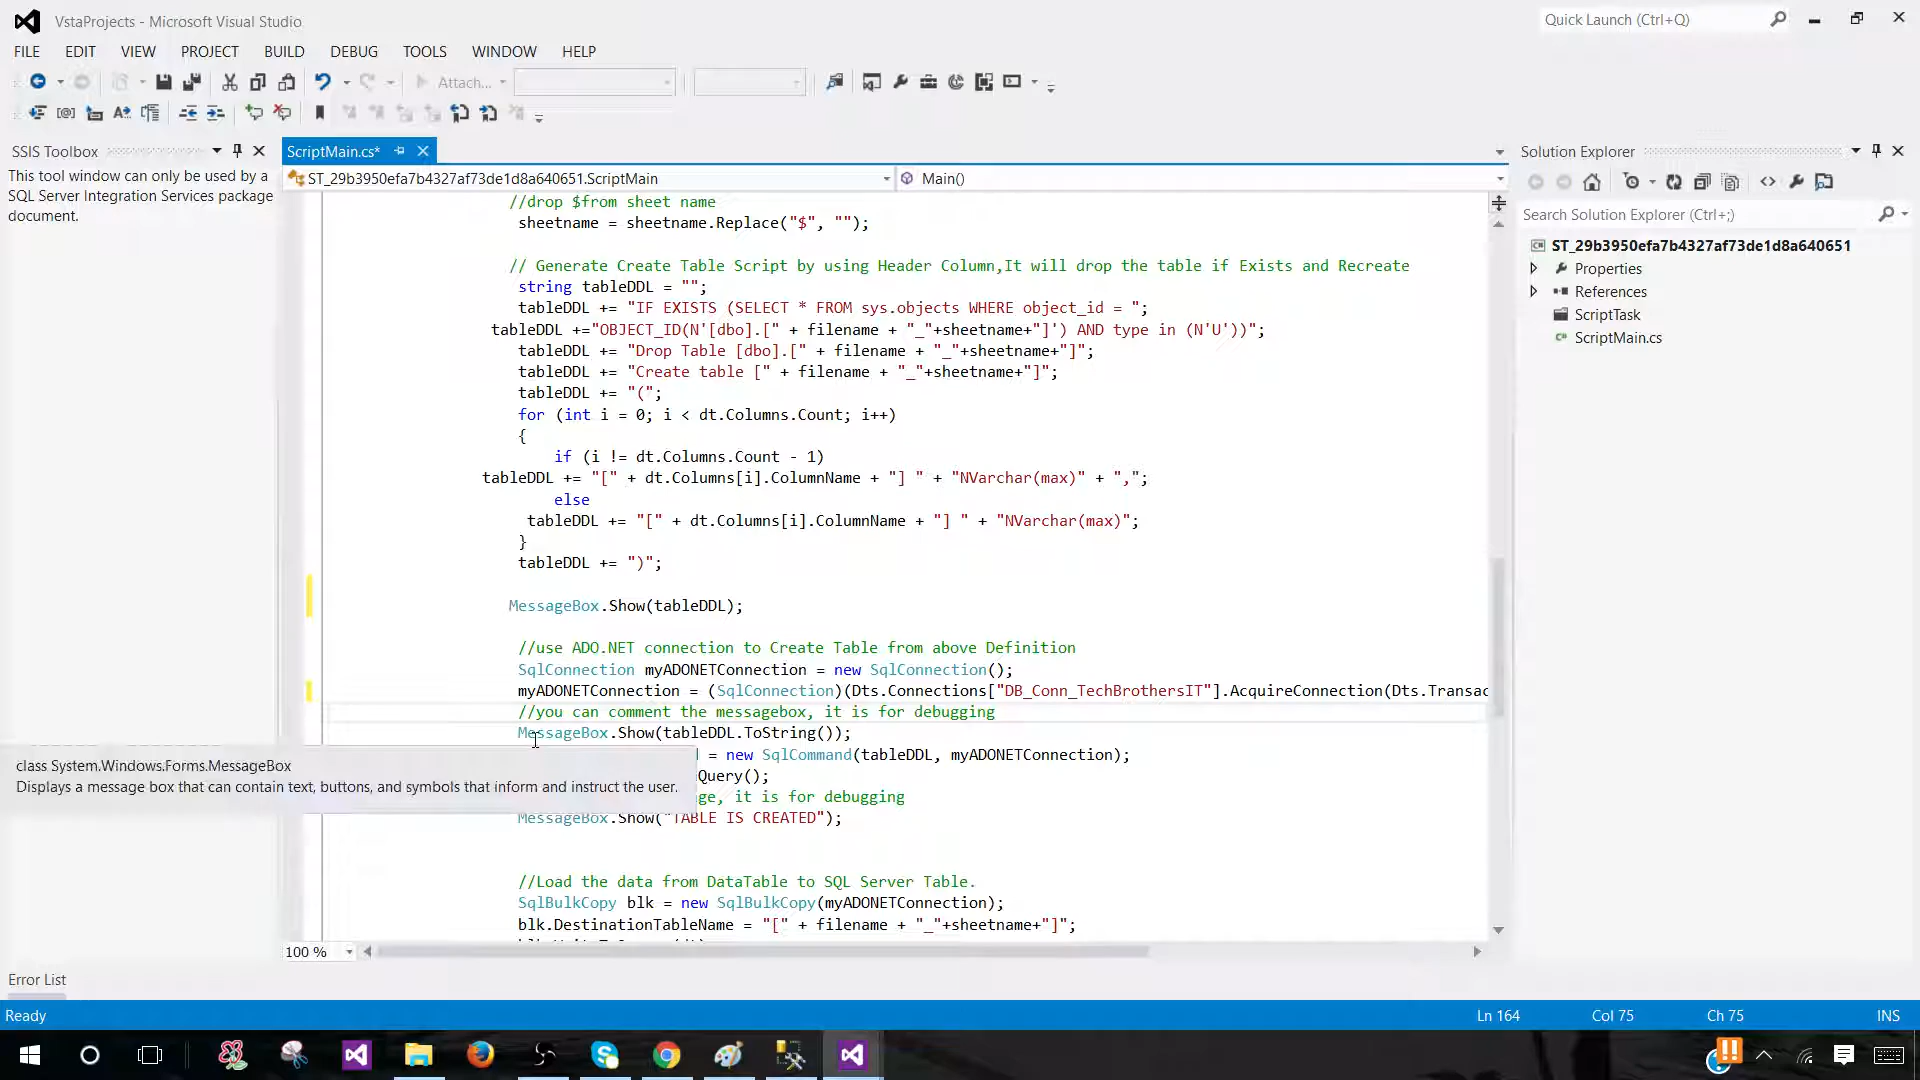 VstaProjects - Microsoft Visual Studio
Quick Launch (Ctrl+Q)
FILE EDIT VIEW PROJECT BUILD DEBUG TOOLS WINDOW HELP
Attach...
SSIS Toolbox
This tool window can only be used by a
SQL Server Integration Services package
document.
ScriptMain.cs*
ST_29b3950efa7b4327af73de1d8a640651.ScriptMain
Main()
//drop $from sheet name
sheetname = sheetname.Replace("$", "");
// Generate Create Table Script by using Header Column,It will drop the table if Exists and Recreate
string tableDDL = "";
tableDDL += "IF EXISTS (SELECT * FROM sys.objects WHERE object_id = ";
tableDDL +="OBJECT_ID(N'[dbo].[" + filename + "_"+sheetname+"]') AND type in (N'U'))";
tableDDL += "Drop Table [dbo].[" + filename + "_"+sheetname+"]";
tableDDL += "Create table [" + filename + "_"+sheetname+"]";
tableDDL += "(";
for (int i = 0; i < dt.Columns.Count; i++)
{
if (i != dt.Columns.Count - 1)
tableDDL += "[" + dt.Columns[i].ColumnName + "] " + "NVarchar(max)" + ",";
else
tableDDL += "[" + dt.Columns[i].ColumnName + "] " + "NVarchar(max)";
}
tableDDL += ")";
MessageBox.Show(tableDDL);
//use ADO.NET connection to Create Table from above Definition
SqlConnection myADONETConnection = new SqlConnection();
myADONETConnection = (SqlConnection)(Dts.Connections["DB_Conn_TechBrothersIT"].AcquireConnection(Dts.Transac
//you can comment the messagebox, it is for debugging
MessageBox.Show(tableDDL.ToString());
= new SqlCommand(tableDDL, myADONETConnection);
Query();
ge, it is for debugging
MessageBox.Show("TABLE IS CREATED");
class System.Windows.Forms.MessageBox
Displays a message box that can contain text, buttons, and symbols that inform and instruct the user.
//Load the data from DataTable to SQL Server Table.
SqlBulkCopy blk = new SqlBulkCopy(myADONETConnection);
blk.DestinationTableName = "[" + filename + "_"+sheetname+"]";
100 %
Solution Explorer
Search Solution Explorer (Ctrl+;)
ST_29b3950efa7b4327af73de1d8a640651
Properties
References
ScriptTask
ScriptMain.cs
Error List
Ready
Ln 164 Col 75 Ch 75 INS